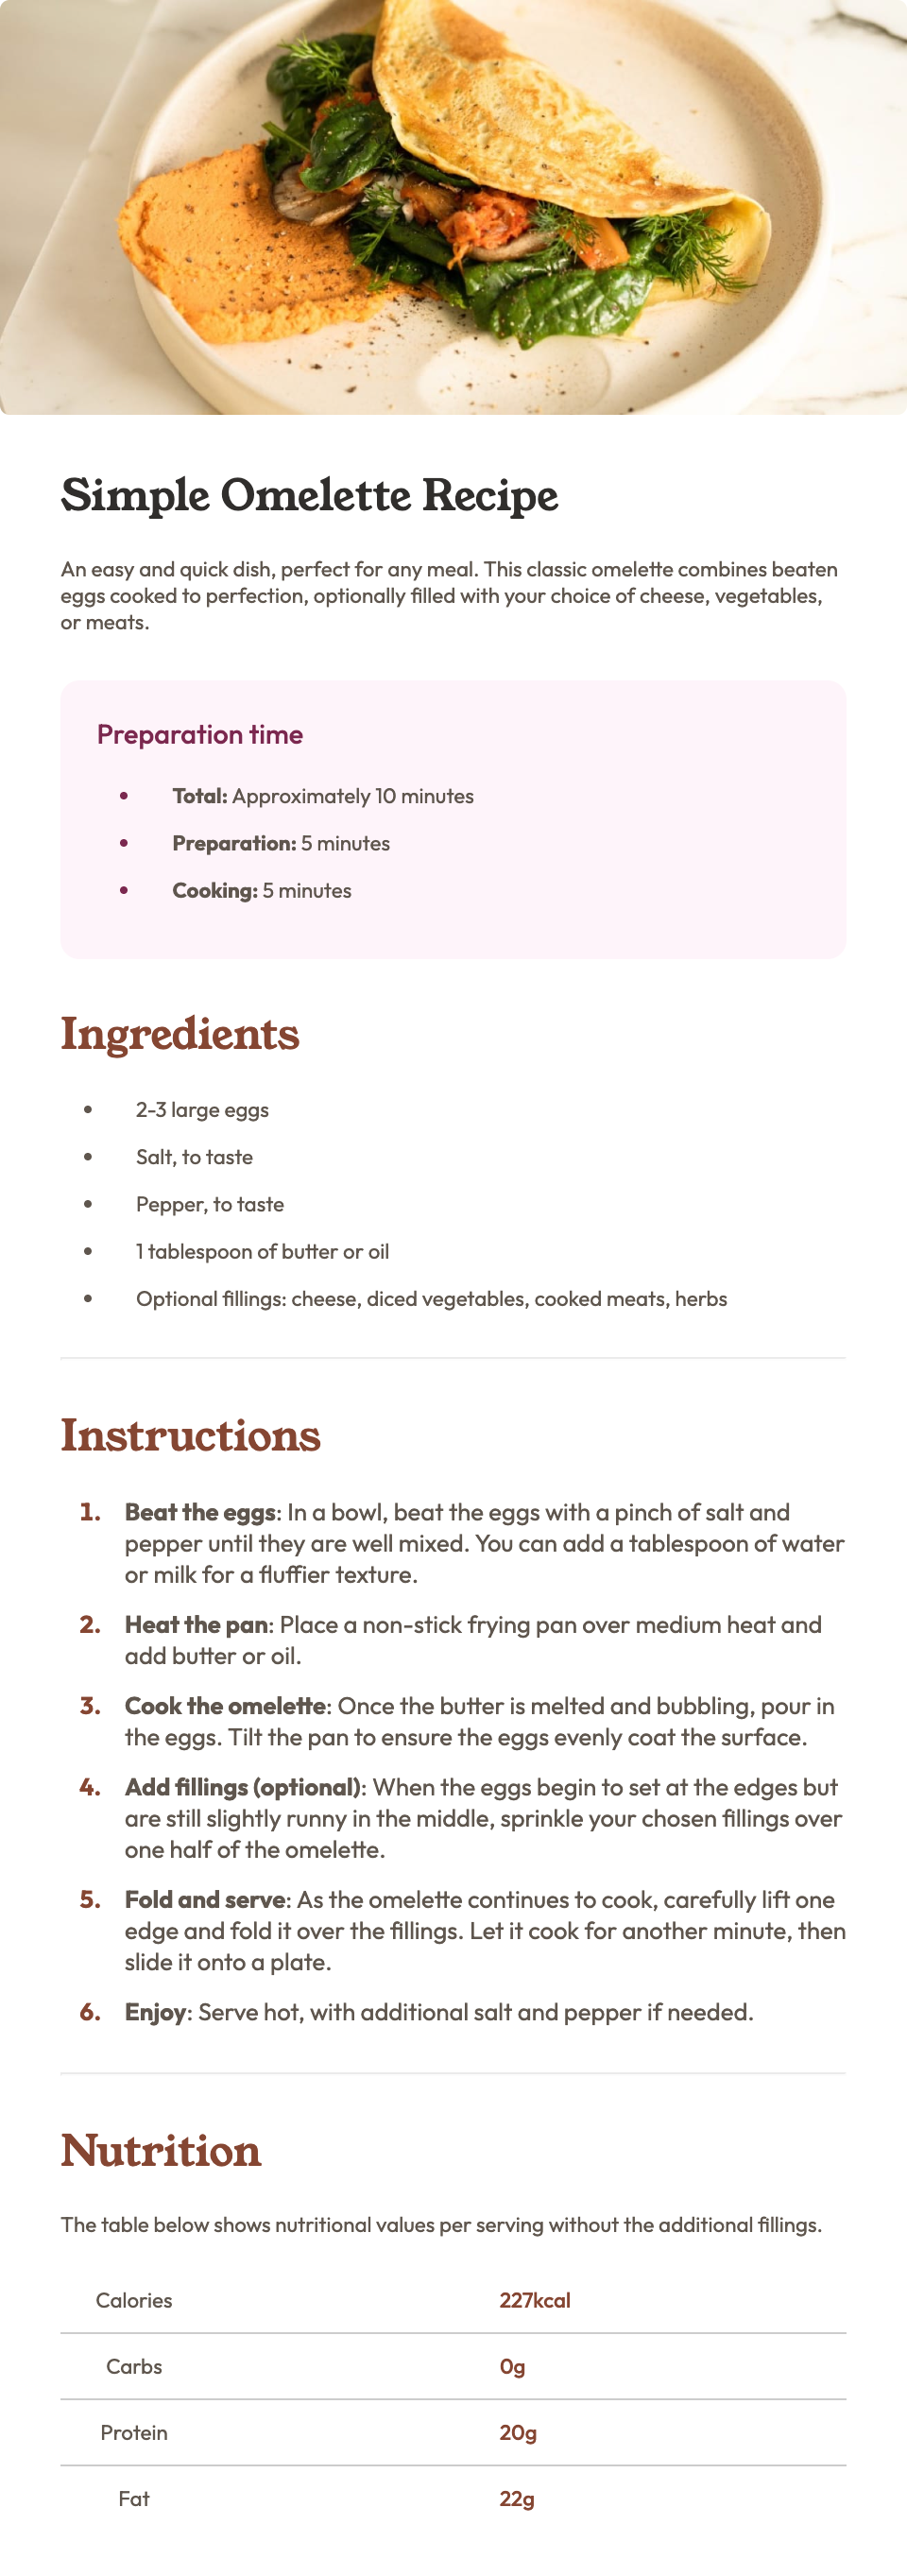 Simple Omelette Recipe
An easy and quick dish, perfect for any meal. This classic omelette combines beaten
eggs cooked to perfection, optionally filled with your choice of cheese, vegetables,
or meats.
Preparation time
• Total: Approximately 10 minutes
• Preparation: 5 minutes
• Cooking: 5 minutes
Ingredients
• 2-3 large eggs
• Salt, to taste
• Pepper, to taste
• 1 tablespoon of butter or oil
• Optional fillings: cheese, diced vegetables, cooked meats, herbs
Instructions
1. Beat the eggs: In a bowl, beat the eggs with a pinch of salt and
pepper until they are well mixed. You can add a tablespoon of water
or milk for a fluffier texture.
2. Heat the pan: Place a non-stick frying pan over medium heat and
add butter or oil.
3. Cook the omelette: Once the butter is melted and bubbling, pour in
the eggs. Tilt the pan to ensure the eggs evenly coat the surface.
4. Add fillings (optional): When the eggs begin to set at the edges but
are still slightly runny in the middle, sprinkle your chosen fillings over
one half of the omelette.
5. Fold and serve: As the omelette continues to cook, carefully lift one
edge and fold it over the fillings. Let it cook for another minute, then
slide it onto a plate.
6. Enjoy: Serve hot, with additional salt and pepper if needed.
Nutrition
The table below shows nutritional values per serving without the additional fillings.
Calories 227kcal
Carbs 0g
Protein 20g
Fat 22g